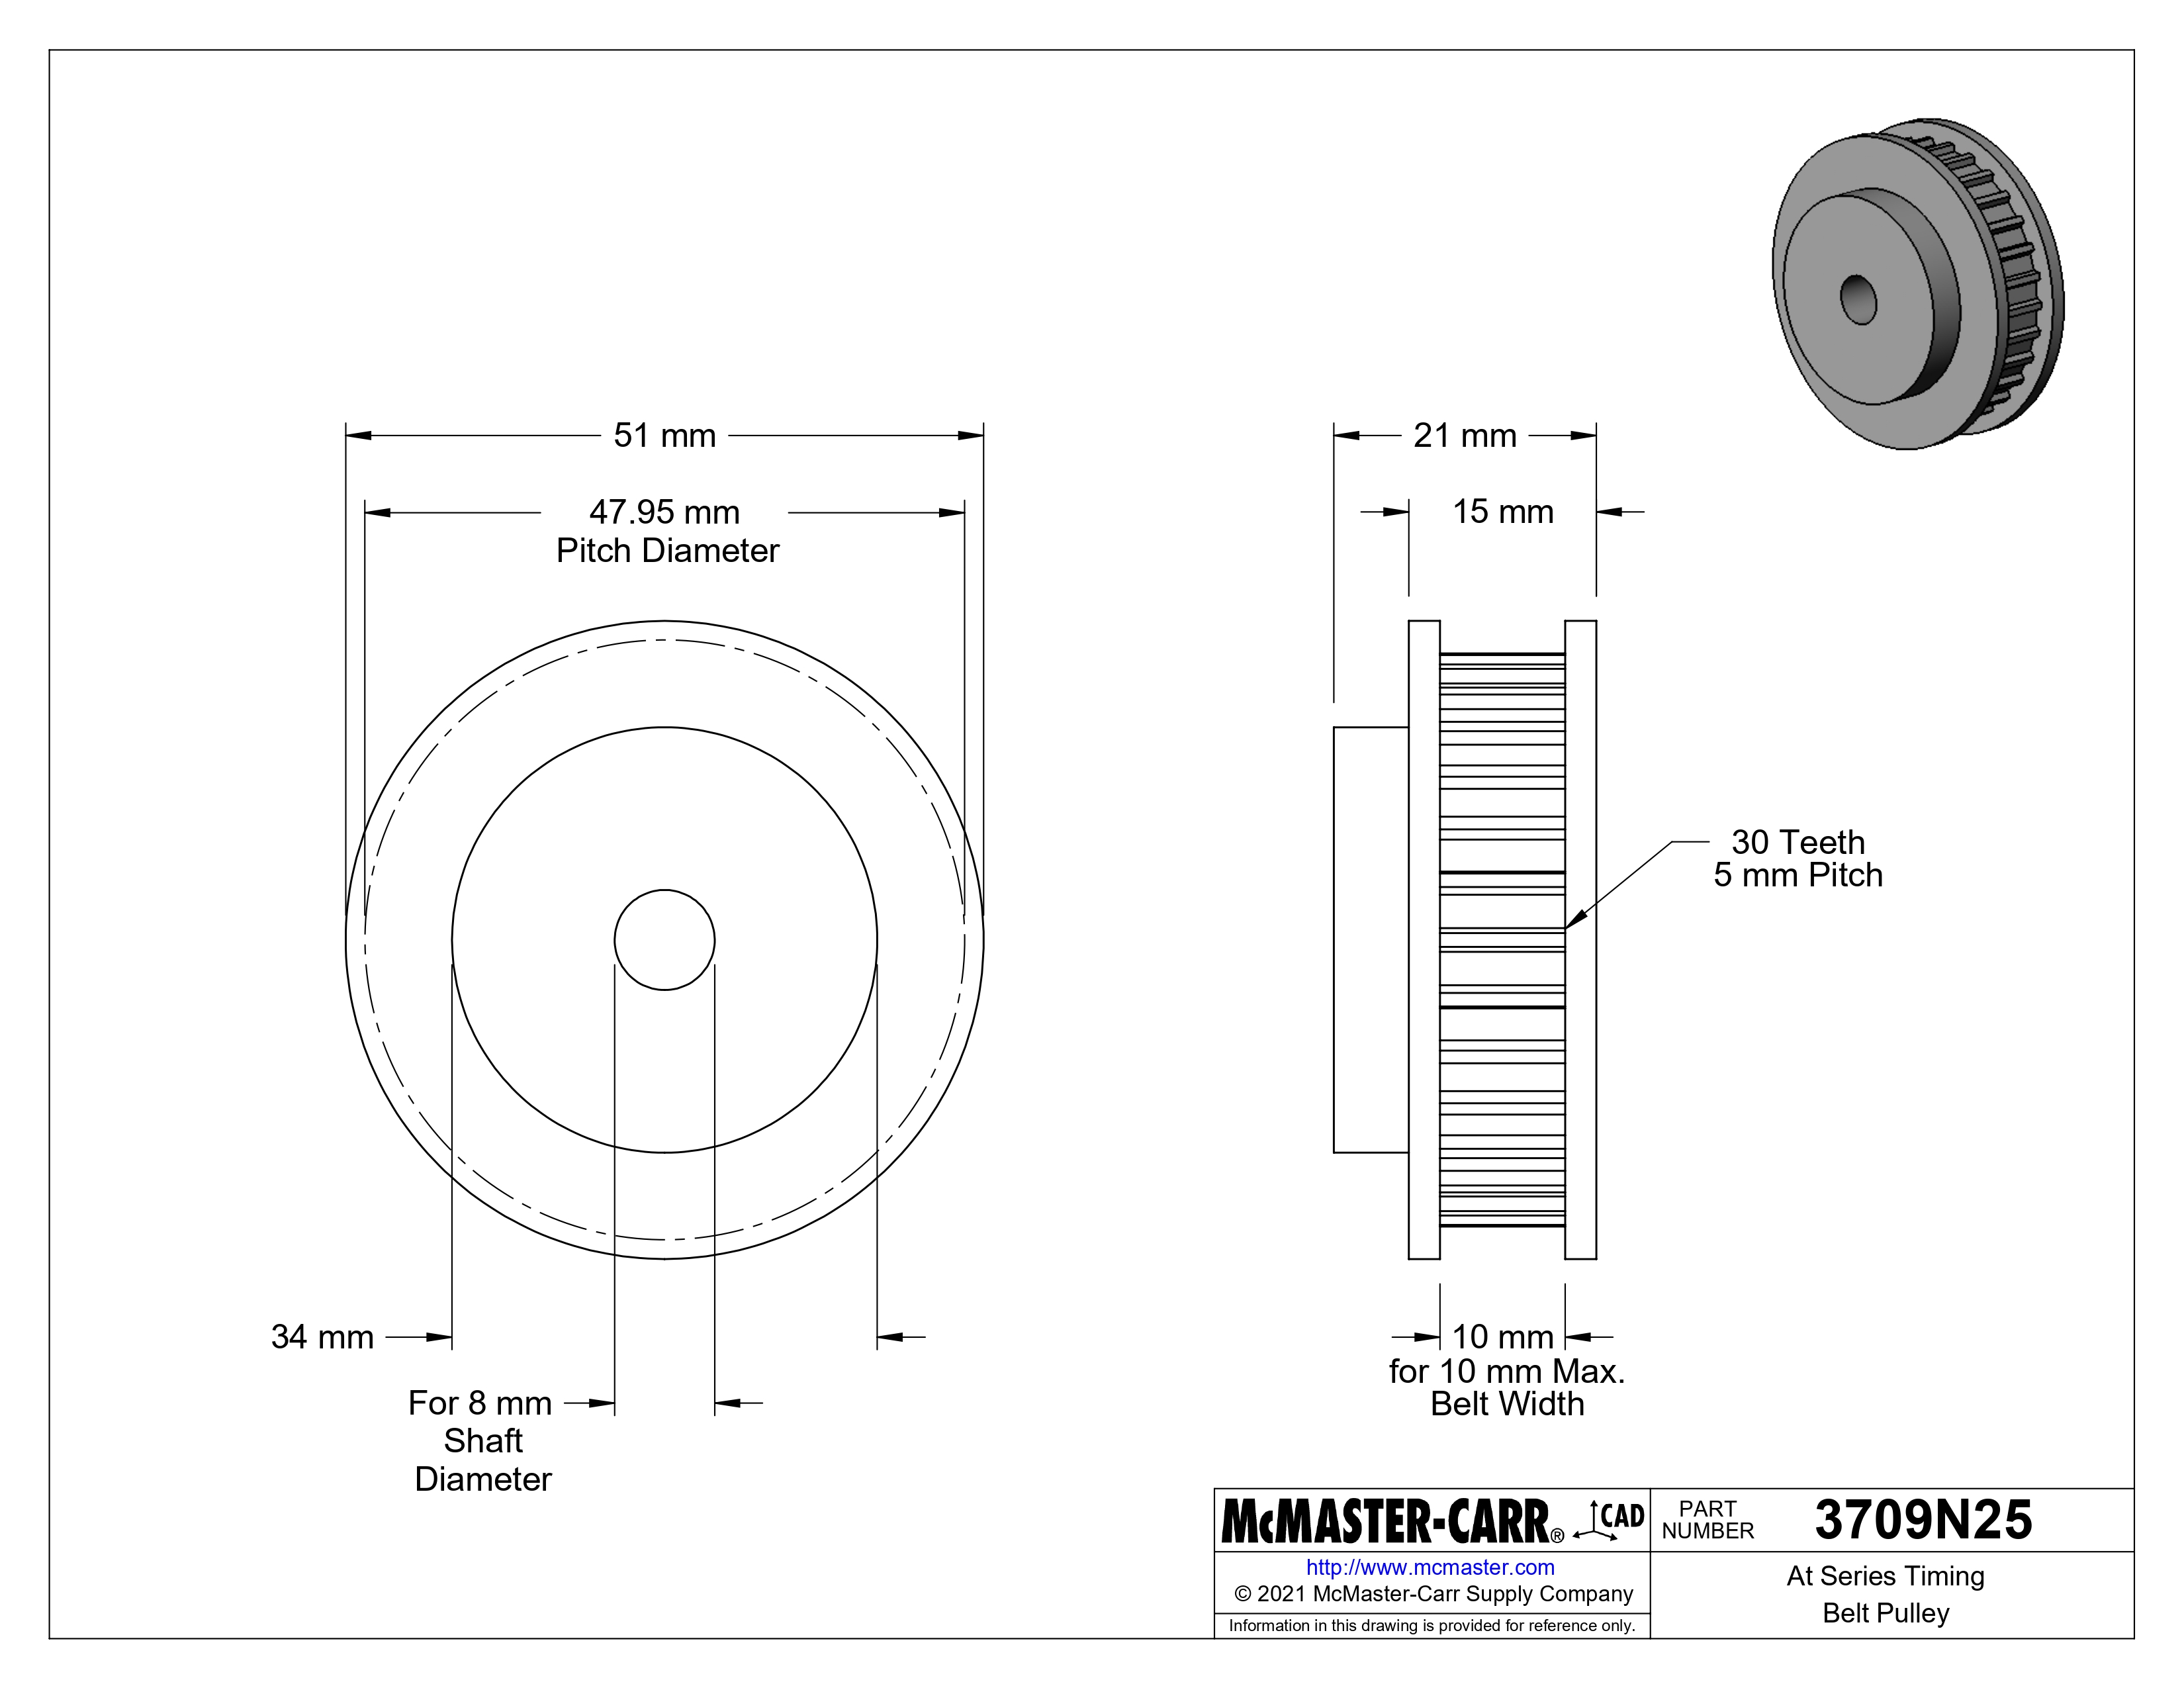 51 mm
47.95 mm
Pitch Diameter
21 mm
15 mm
30 Teeth
5 mm Pitch
34 mm
For 8 mm
Shaft
Diameter
10 mm
for 10 mm Max.
Belt Width
McMASTER-CARR® CAD
http://www.mcmaster.com
© 2021 McMaster-Carr Supply Company
Information in this drawing is provided for reference only.
PART
NUMBER
3709N25
At Series Timing
Belt Pulley